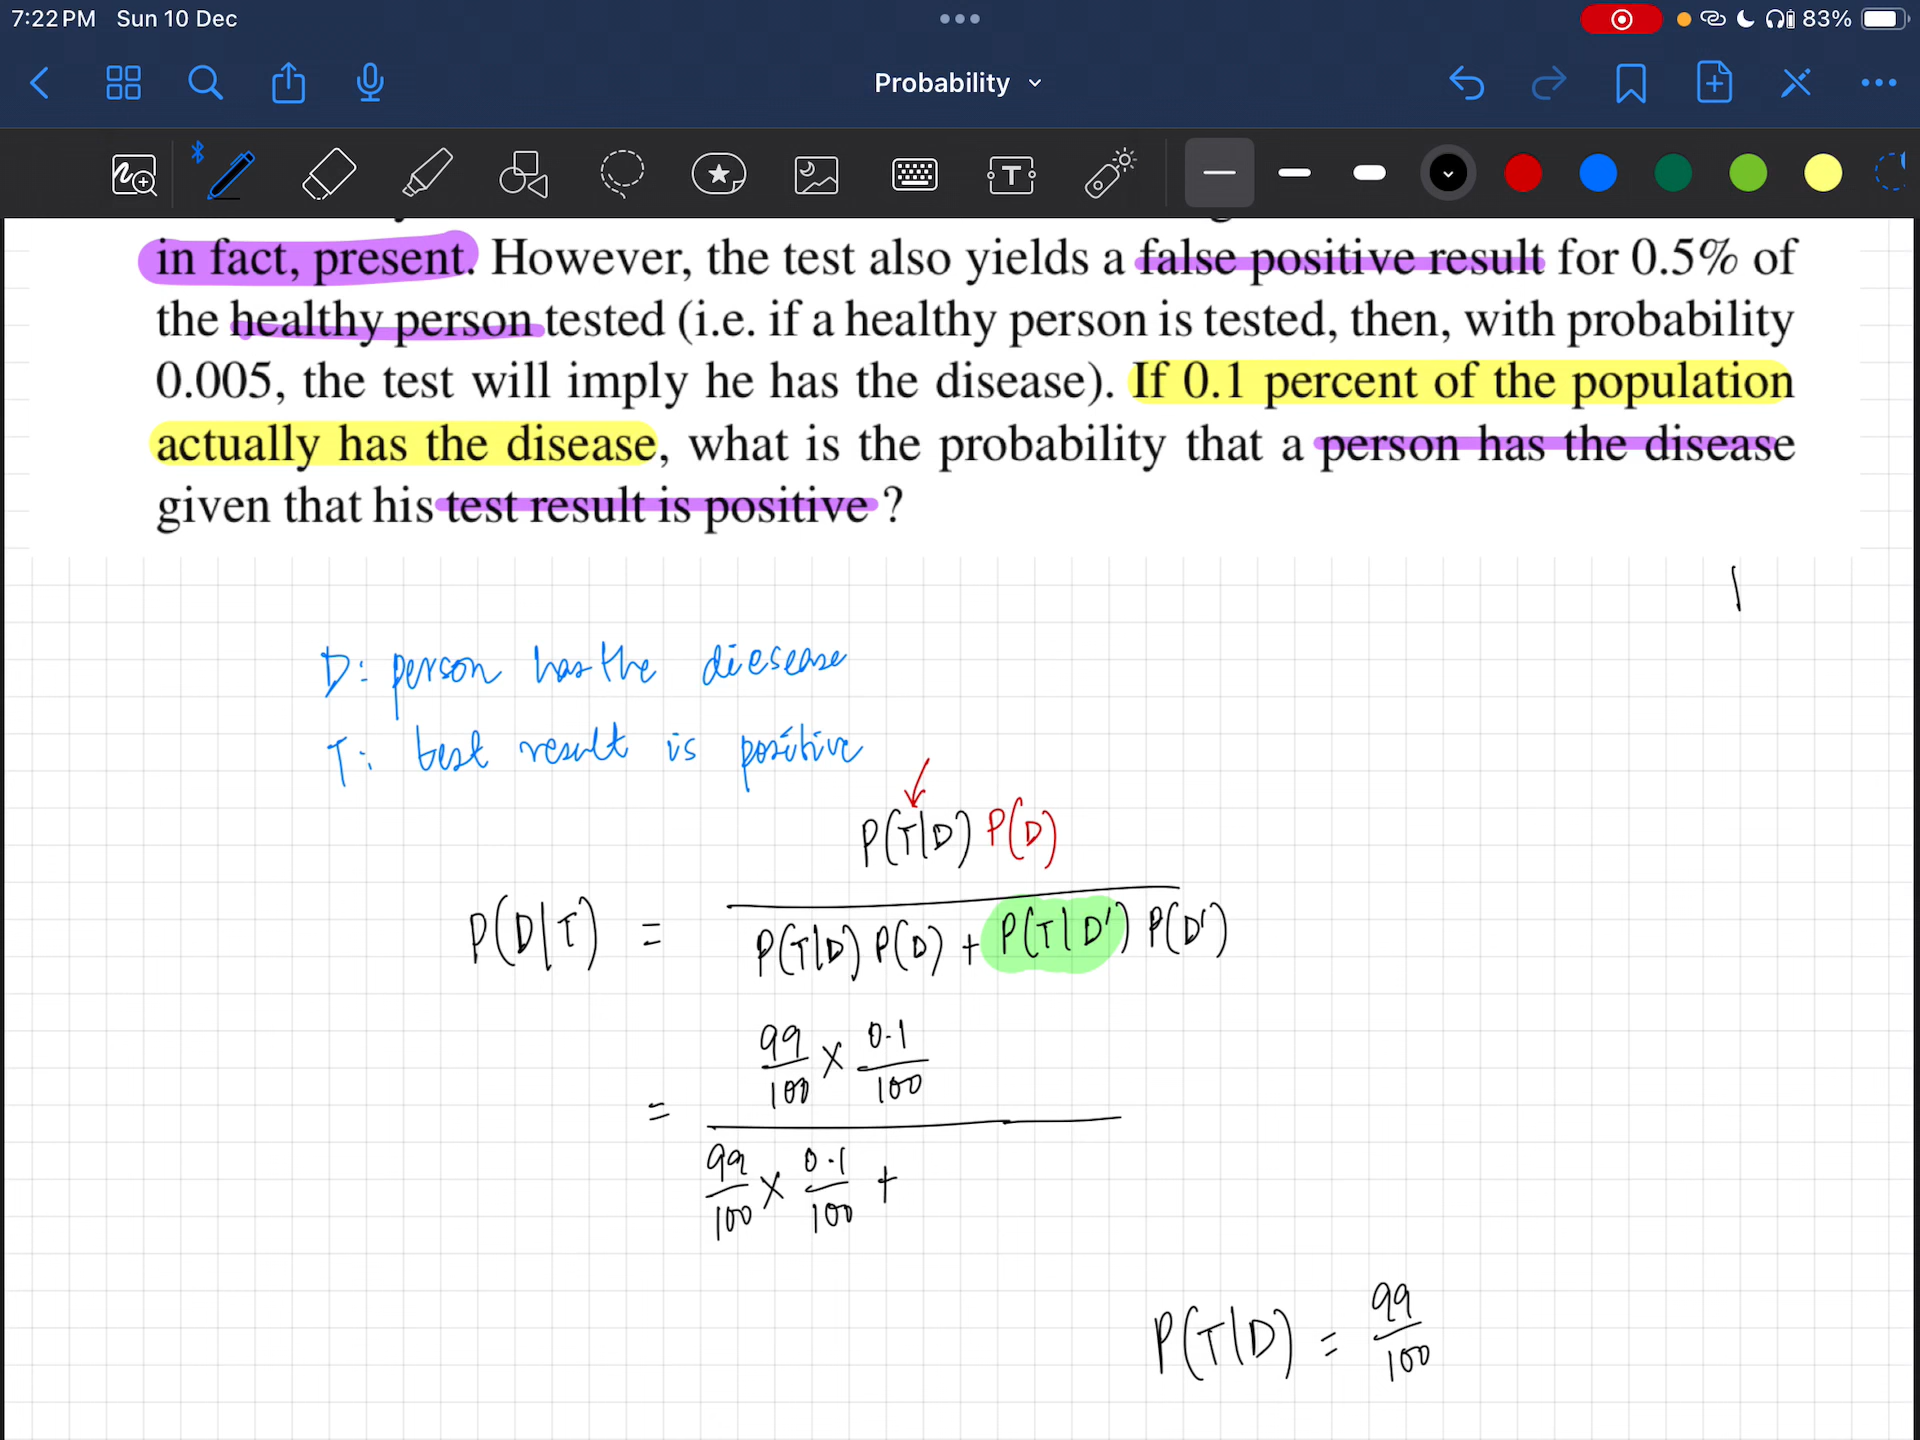 7:22 PM Sun 10 Dec
83%
Probability
in fact, present. However, the test also yields a false positive result for 0.5% of
the healthy person tested (i.e. if a healthy person is tested, then, with probability
0.005, the test will imply he has the disease). If 0.1 percent of the population
actually has the disease, what is the probability that a person has the disease
given that his test result is positive ?
D: person has the diesease
T: test result is positive
P(T|D) P(D)
P(D|T) =
P(T|D) P(D) + P(T|D') P(D')
99/100 × 0.1/100
=
99/100 × 0.1/100 +
P(T|D) = 99/100